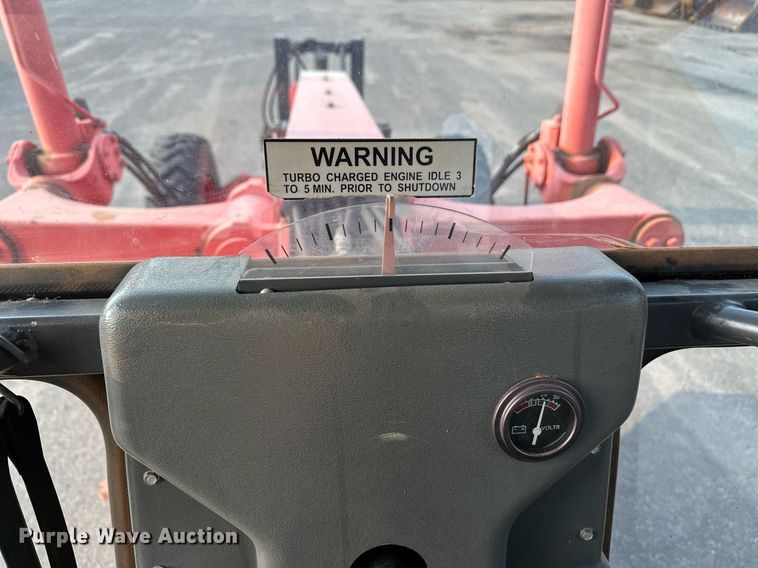 WARNING
TURBO CHARGED ENGINE IDLE 3
TO 5 MIN. PRIOR TO SHUTDOWN
VOLTS
Purple Wave Auction